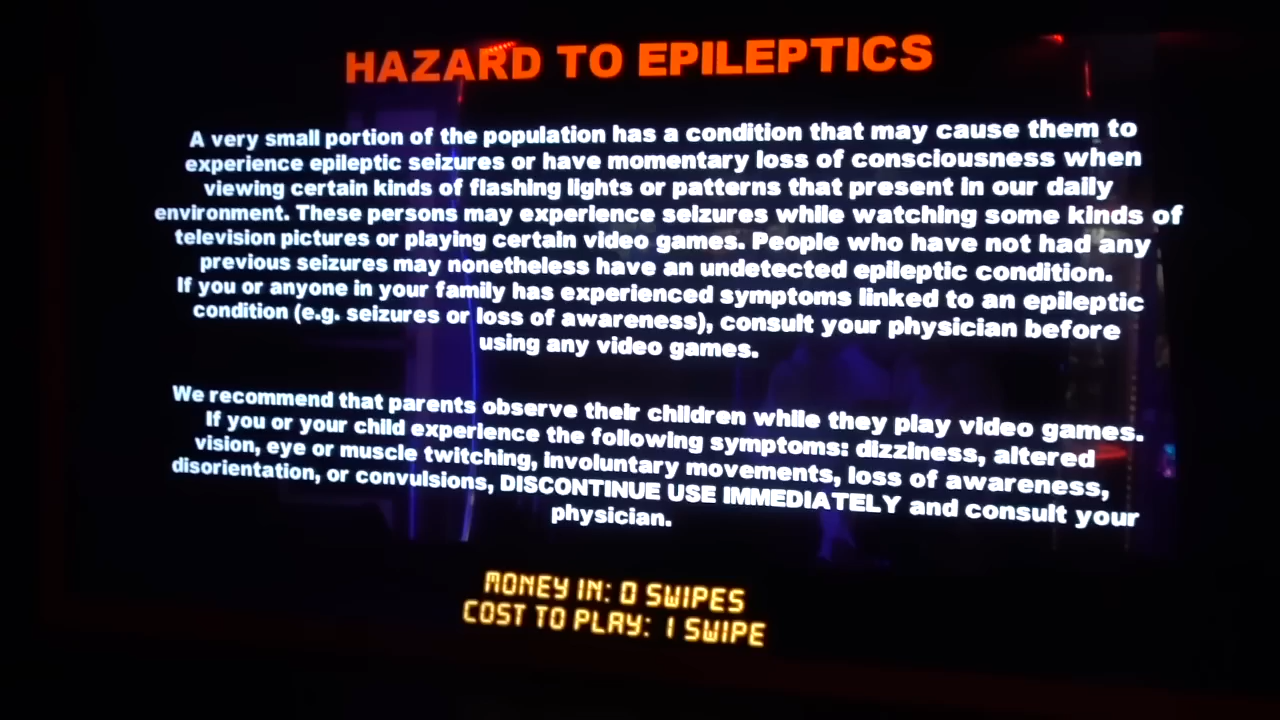 HAZARD TO EPILEPTICS
A very small portion of the population has a condition that may cause them to
experience epileptic seizures or have momentary loss of consciousness when
viewing certain kinds of flashing lights or patterns that present in our daily
environment. These persons may experience seizures while watching some kinds of
television pictures or playing certain video games. People who have not had any
previous seizures may nonetheless have an undetected epileptic condition.
If you or anyone in your family has experienced symptoms linked to an epileptic
condition (e.g. seizures or loss of awareness), consult your physician before
using any video games.
We recommend that parents observe their children while they play video games.
If you or your child experience the following symptoms: dizziness, altered
vision, eye or muscle twitching, involuntary movements, loss of awareness,
disorientation, or convulsions, DISCONTINUE USE IMMEDIATELY and consult your
physician.
MONEY IN: 0 SWIPES
COST TO PLAY: 1 SWIPE